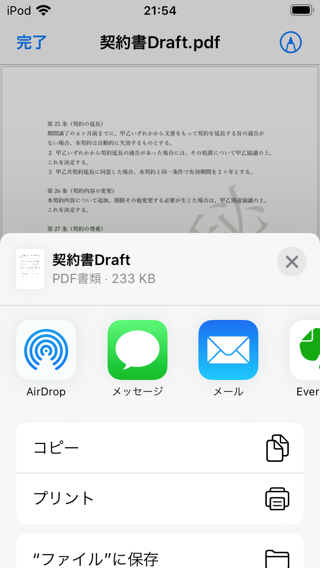 iPod 21:54
完了 契約書Draft.pdf
第 25 条（契約の延長）
期間満了の 6 ヶ月前までに、甲乙いずれかから文書をもって契約を延長する旨の通告が
ない場合、本契約は自動的に失効するものとする。
2 甲乙いずれかから契約延長の通告があった場合には、その処置について甲乙協議の上、
これを決定する。
3 甲乙共契約延長に同意した場合、本契約と同一条件で有効期間を 2 ヶ年とする。
第 26 条（契約内容の変更）
本契約内容について追加、削除その他変更する必要が生じた場合は、甲乙別途協議の上、
これを決定する。
第 27 条（契約の尊重）
秘
契約書Draft
PDF書類・233 KB
AirDrop メッセージ メール Ever
コピー
プリント
“ファイル”に保存